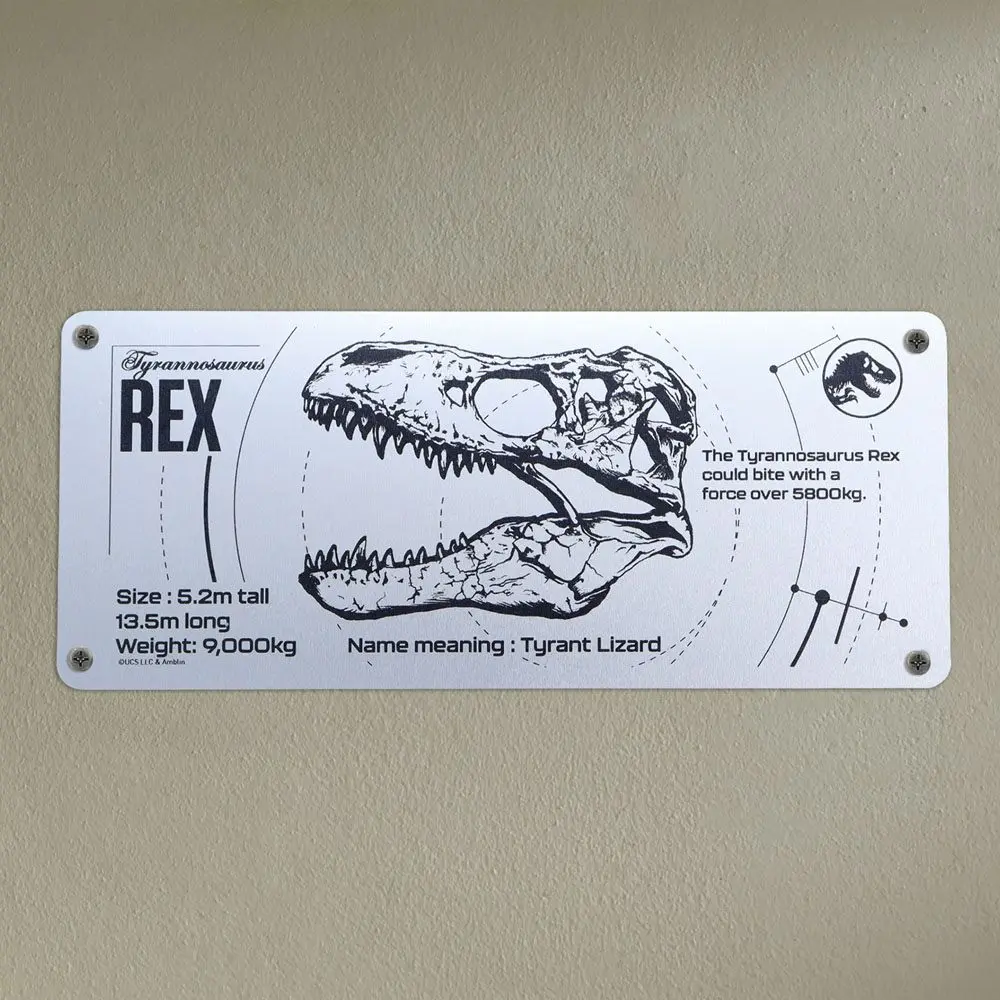 Tyrannosaurus
REX
The Tyrannosaurus Rex
could bite with a
force over 5800kg.
Size : 5.2m tall
13.5m long
Weight: 9,000kg
©UCS LLC & Amblin
Name meaning : Tyrant Lizard